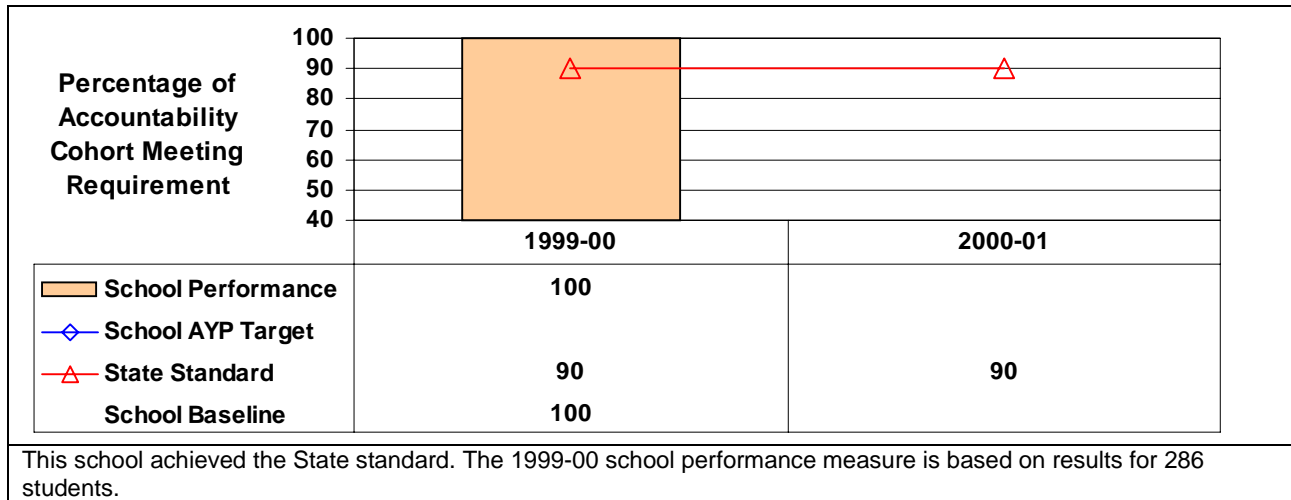 Percentage of
Accountability
Cohort Meeting
Requirement
100
90
80
70
60
50
40
1999-00 2000-01
School Performance 100
School AYP Target
State Standard 90 90
School Baseline 100
This school achieved the State standard. The 1999-00 school performance measure is based on results for 286
students.